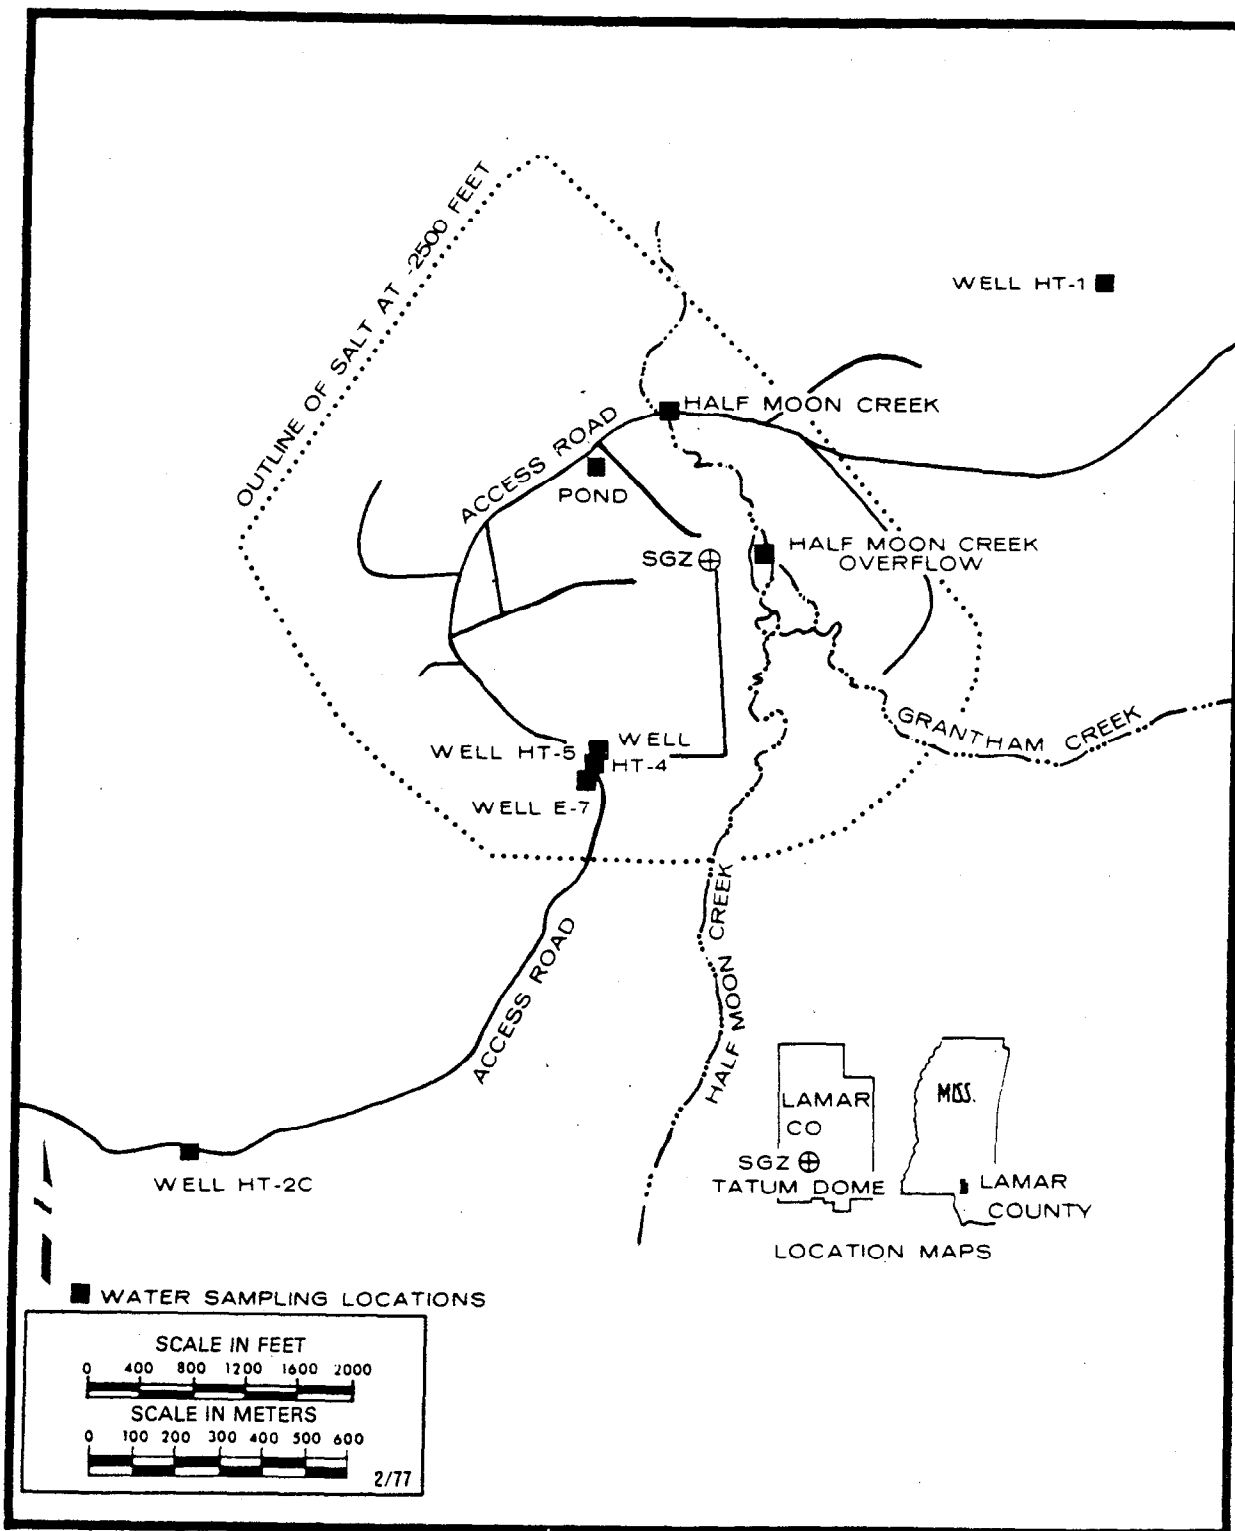 OUTLINE OF SALT AT -2500 FEET
WELL HT-1
HALF MOON CREEK
ACCESS ROAD
POND
SGZ
HALF MOON CREEK
OVERFLOW
GRANTHAM CREEK
WELL HT-5
WELL
HT-4
WELL E-7
ACCESS ROAD
HALF MOON CREEK
WELL HT-2C
LAMAR
CO
SGZ
TATUM DOME
MISS.
LAMAR
COUNTY
LOCATION MAPS
WATER SAMPLING LOCATIONS
SCALE IN FEET
0 400 800 1200 1600 2000
SCALE IN METERS
0 100 200 300 400 500 600
2/77